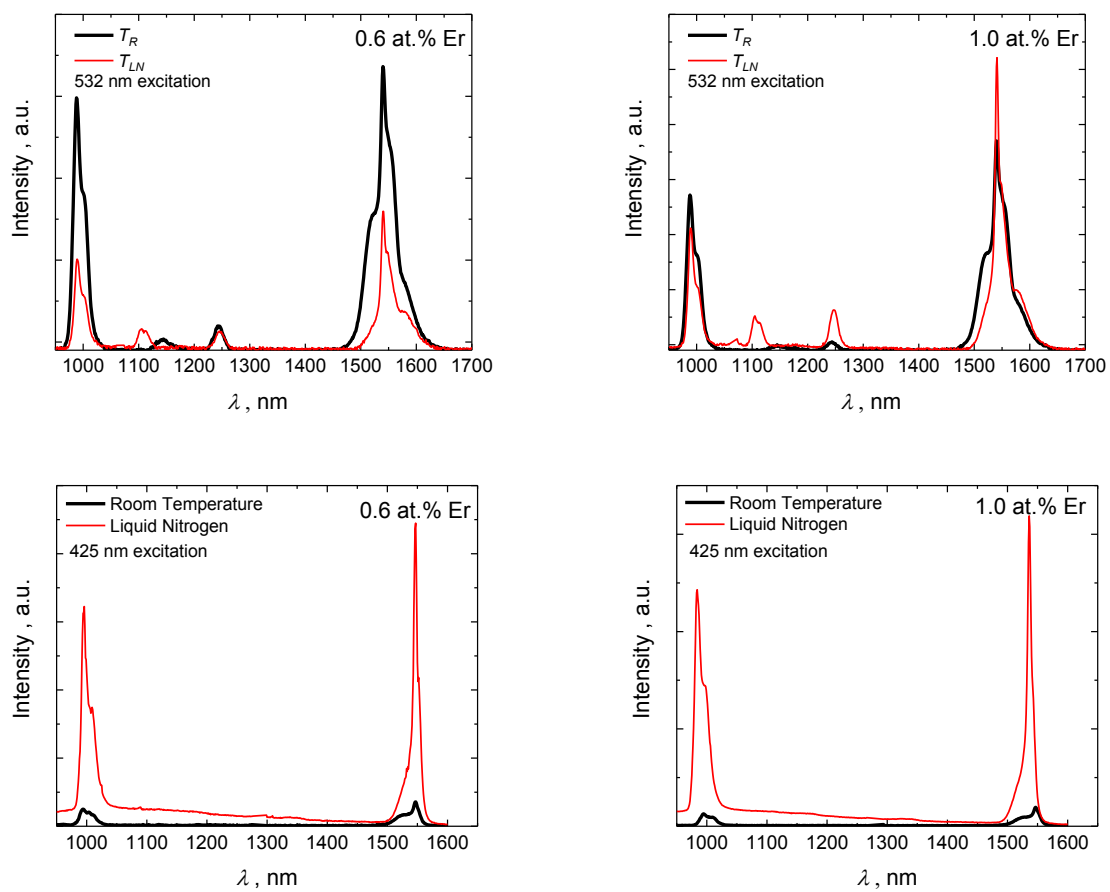 T_R
T_LN
532 nm excitation
0.6 at.% Er
Intensity , a.u.
1000 1100 1200 1300 1400 1500 1600 1700
λ , nm
T_R
T_LN
532 nm excitation
1.0 at.% Er
Intensity , a.u.
1000 1100 1200 1300 1400 1500 1600 1700
λ , nm
Room Temperature
Liquid Nitrogen
425 nm excitation
0.6 at.% Er
Intensity , a.u.
1000 1100 1200 1300 1400 1500 1600
λ , nm
Room Temperature
Liquid Nitrogen
425 nm excitation
1.0 at.% Er
Intensity , a.u.
1000 1100 1200 1300 1400 1500 1600
λ , nm